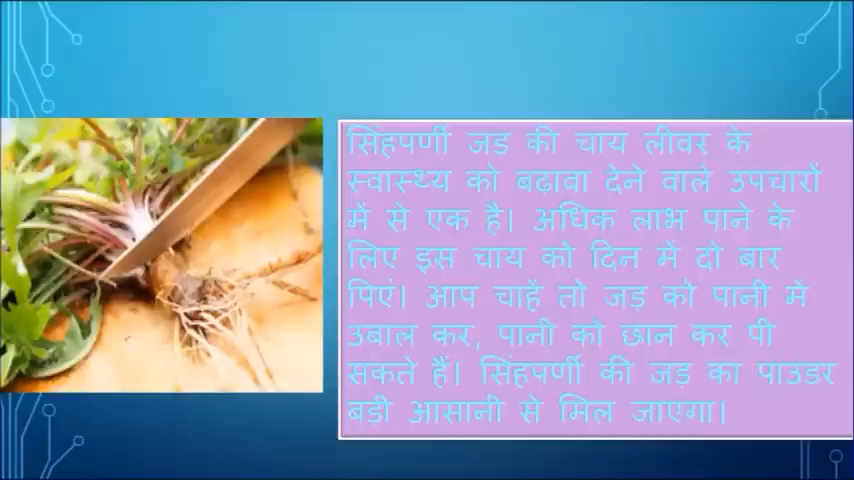 सिंहपर्णी जड़ की चाय लीवर के
स्वास्थ्य को बढ़ावा देने वाले उपचारों
में से एक है। अधिक लाभ पाने के
लिए इस चाय को दिन में दो बार
पिएं। आप चाहें तो जड़ को पानी में
उबाल कर, पानी को छान कर पी
सकते हैं। सिंहपर्णी की जड़ का पाउडर
बड़ी आसानी से मिल जाएगा।